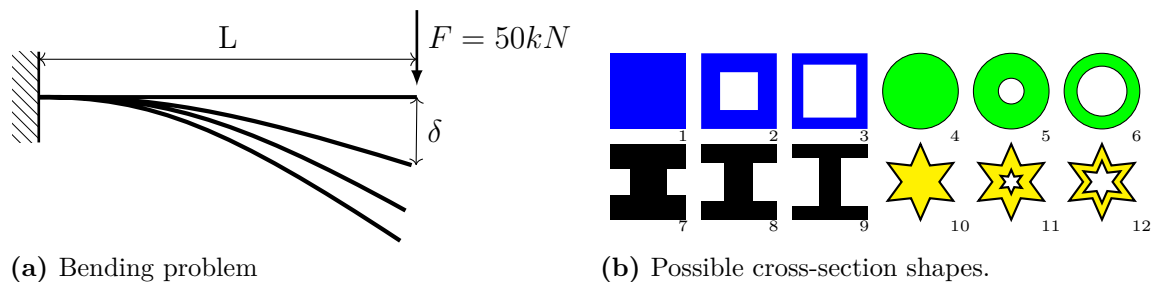 L
F = 50kN
δ
1 2 3 4 5 6
7 8 9 10 11 12
(a) Bending problem
(b) Possible cross-section shapes.